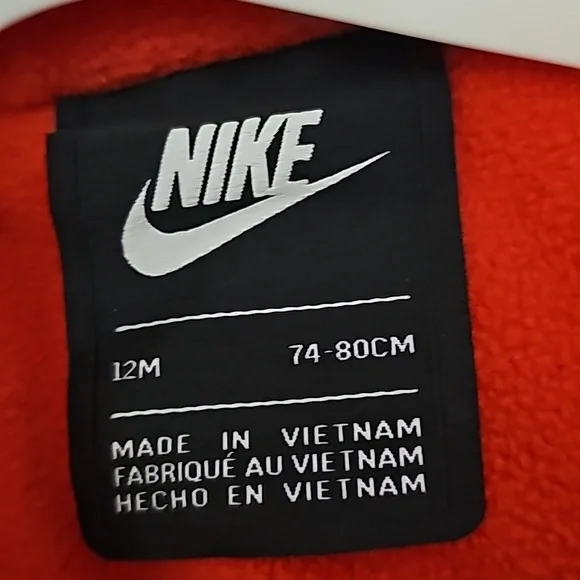 NIKE
12M 74-80CM
MADE IN VIETNAM
FABRIQUÉ AU VIETNAM
HECHO EN VIETNAM